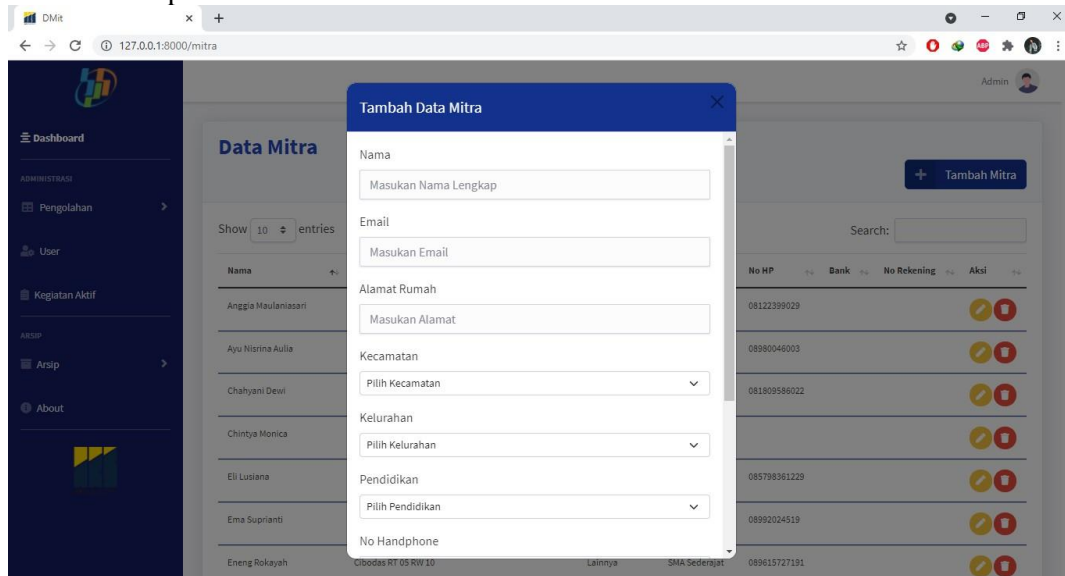 DMit
127.0.0.1:8000/mitra
ABP
Admin
Dashboard
ADMINISTRASI
Pengolahan
User
Kegiatan Aktif
ARSIP
Arsip
About
Data Mitra
Tambah Mitra
Show 10 entries
Search:
Nama No HP Bank No Rekening Aksi
Anggia Maulaniasari 08122399029
Ayu Nisrina Aulia 08980046003
Chahyani Dewi 081809586022
Chintya Monica
Eli Lusiana 085798361229
Ema Suprianti 08992024519
Eneng Rokayah Cibodas RT 05 RW 10 Lainnya SMA Sederajat 089615727191
Tambah Data Mitra
Nama
Masukan Nama Lengkap
Email
Masukan Email
Alamat Rumah
Masukan Alamat
Kecamatan
Pilih Kecamatan
Kelurahan
Pilih Kelurahan
Pendidikan
Pilih Pendidikan
No Handphone